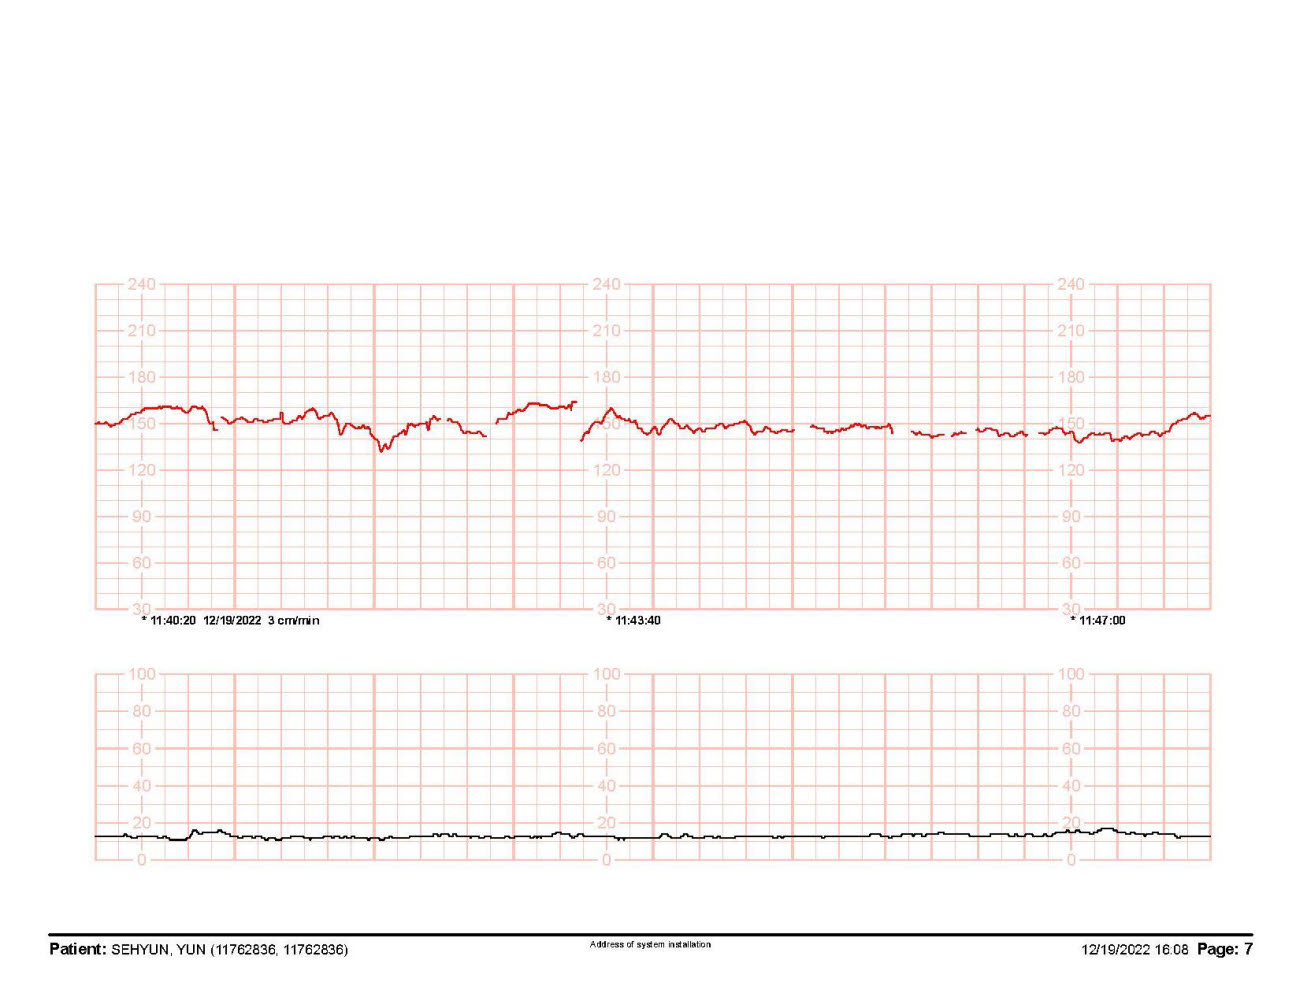 240 240 240
210 210 210
180 180 180
150 150 150
120 120 120
90 90 90
60 60 60
30 30 30
* 11:40:20 12/19/2022 3 cm/min * 11:43:40 * 11:47:00
100 100 100
80 80 80
60 60 60
40 40 40
20 20 20
0 0 0
Patient: SEHYUN, YUN (11762836, 11762836) Address of system installation 12/19/2022 16:08 Page: 7